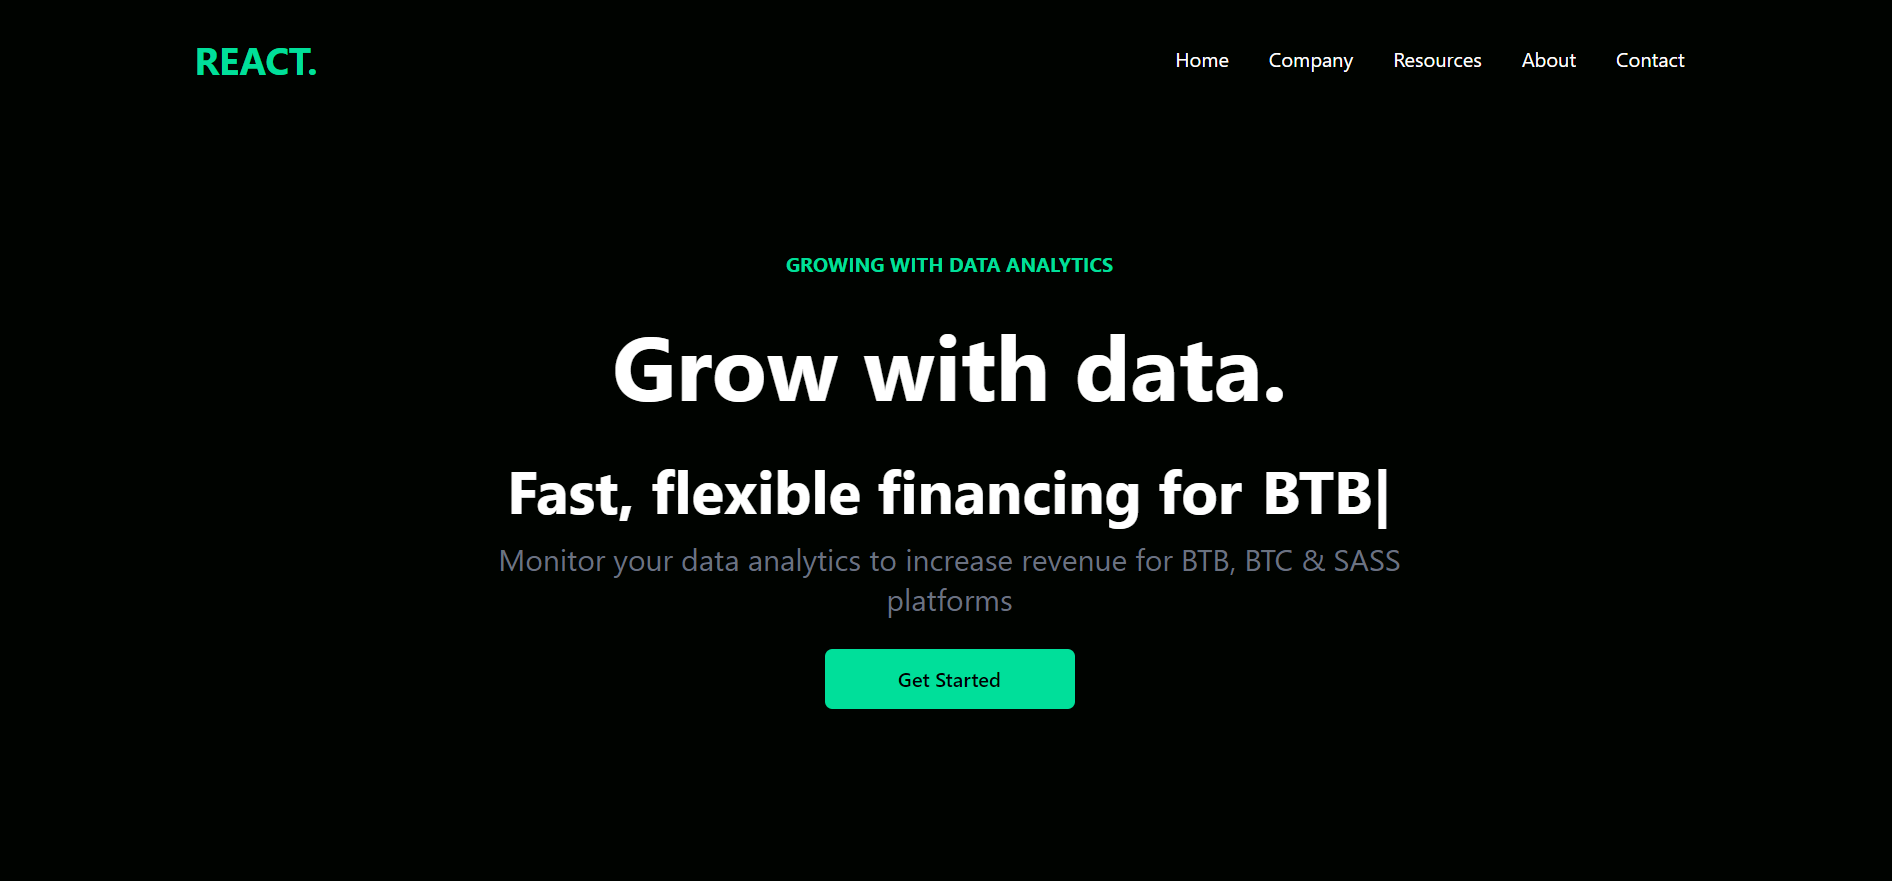 REACT.
Home Company Resources About Contact
GROWING WITH DATA ANALYTICS
Grow with data.
Fast, flexible financing for BTB|
Monitor your data analytics to increase revenue for BTB, BTC & SASS
platforms
Get Started